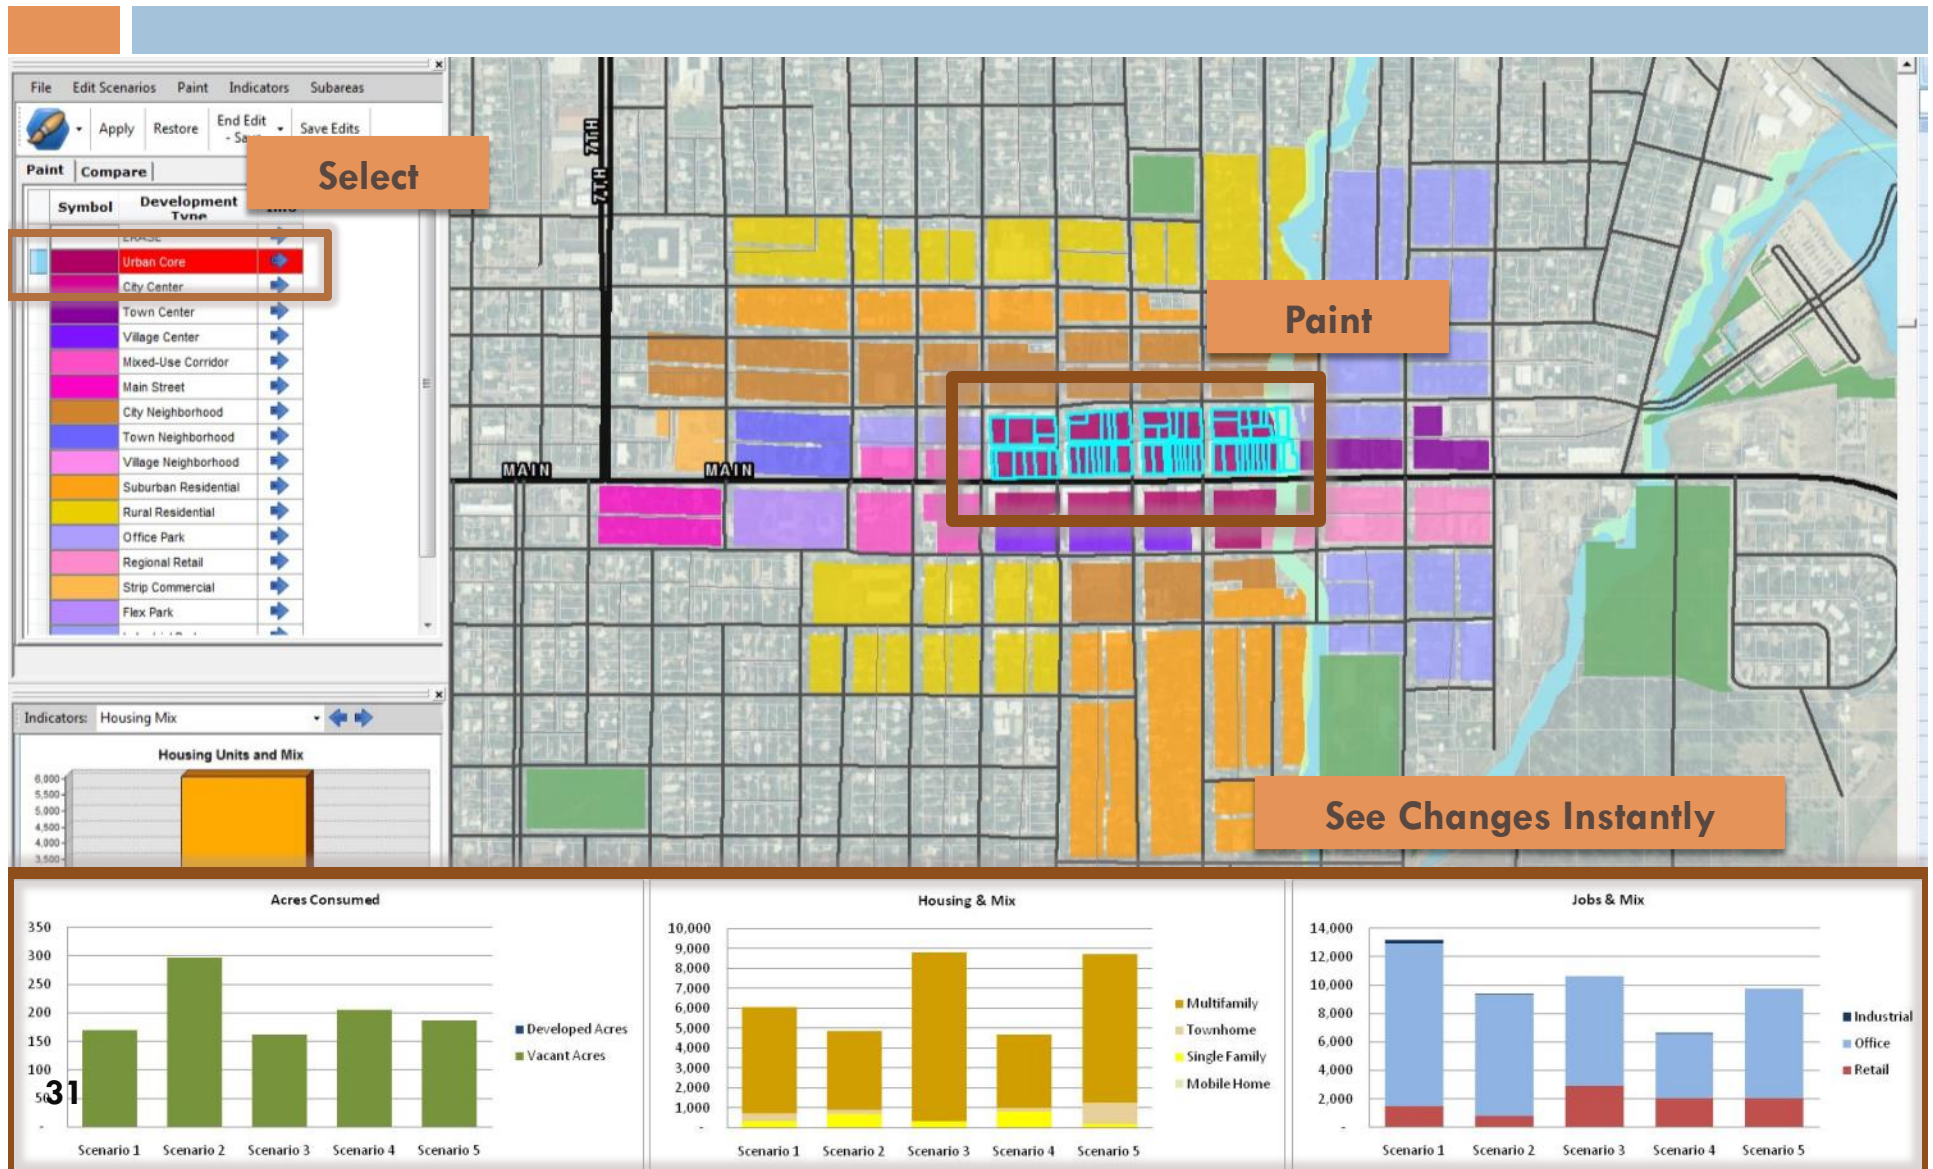 File Edit Scenarios Paint Indicators Subareas
Apply Restore End Edit Save Edits
Select
Paint Compare
Symbol Development
Urban Core
City Center
Town Center
Village Center
Mixed-Use Corridor
Main Street
City Neighborhood
Town Neighborhood
Village Neighborhood
Suburban Residential
Rural Residential
Office Park
Regional Retail
Strip Commercial
Flex Park
7TH
7TH
MAIN
MAIN
Paint
See Changes Instantly
Indicators: Housing Mix
Housing Units and Mix
6,000
5,500
5,000
4,500
4,000
3,500
Acres Consumed
350
300
250
200
150
100
50
-
Developed Acres
Vacant Acres
Scenario 1 Scenario 2 Scenario 3 Scenario 4 Scenario 5
31
Housing & Mix
10,000
9,000
8,000
7,000
6,000
5,000
4,000
3,000
2,000
1,000
-
Multifamily
Townhome
Single Family
Mobile Home
Scenario 1 Scenario 2 Scenario 3 Scenario 4 Scenario 5
Jobs & Mix
14,000
12,000
10,000
8,000
6,000
4,000
2,000
-
Industrial
Office
Retail
Scenario 1 Scenario 2 Scenario 3 Scenario 4 Scenario 5